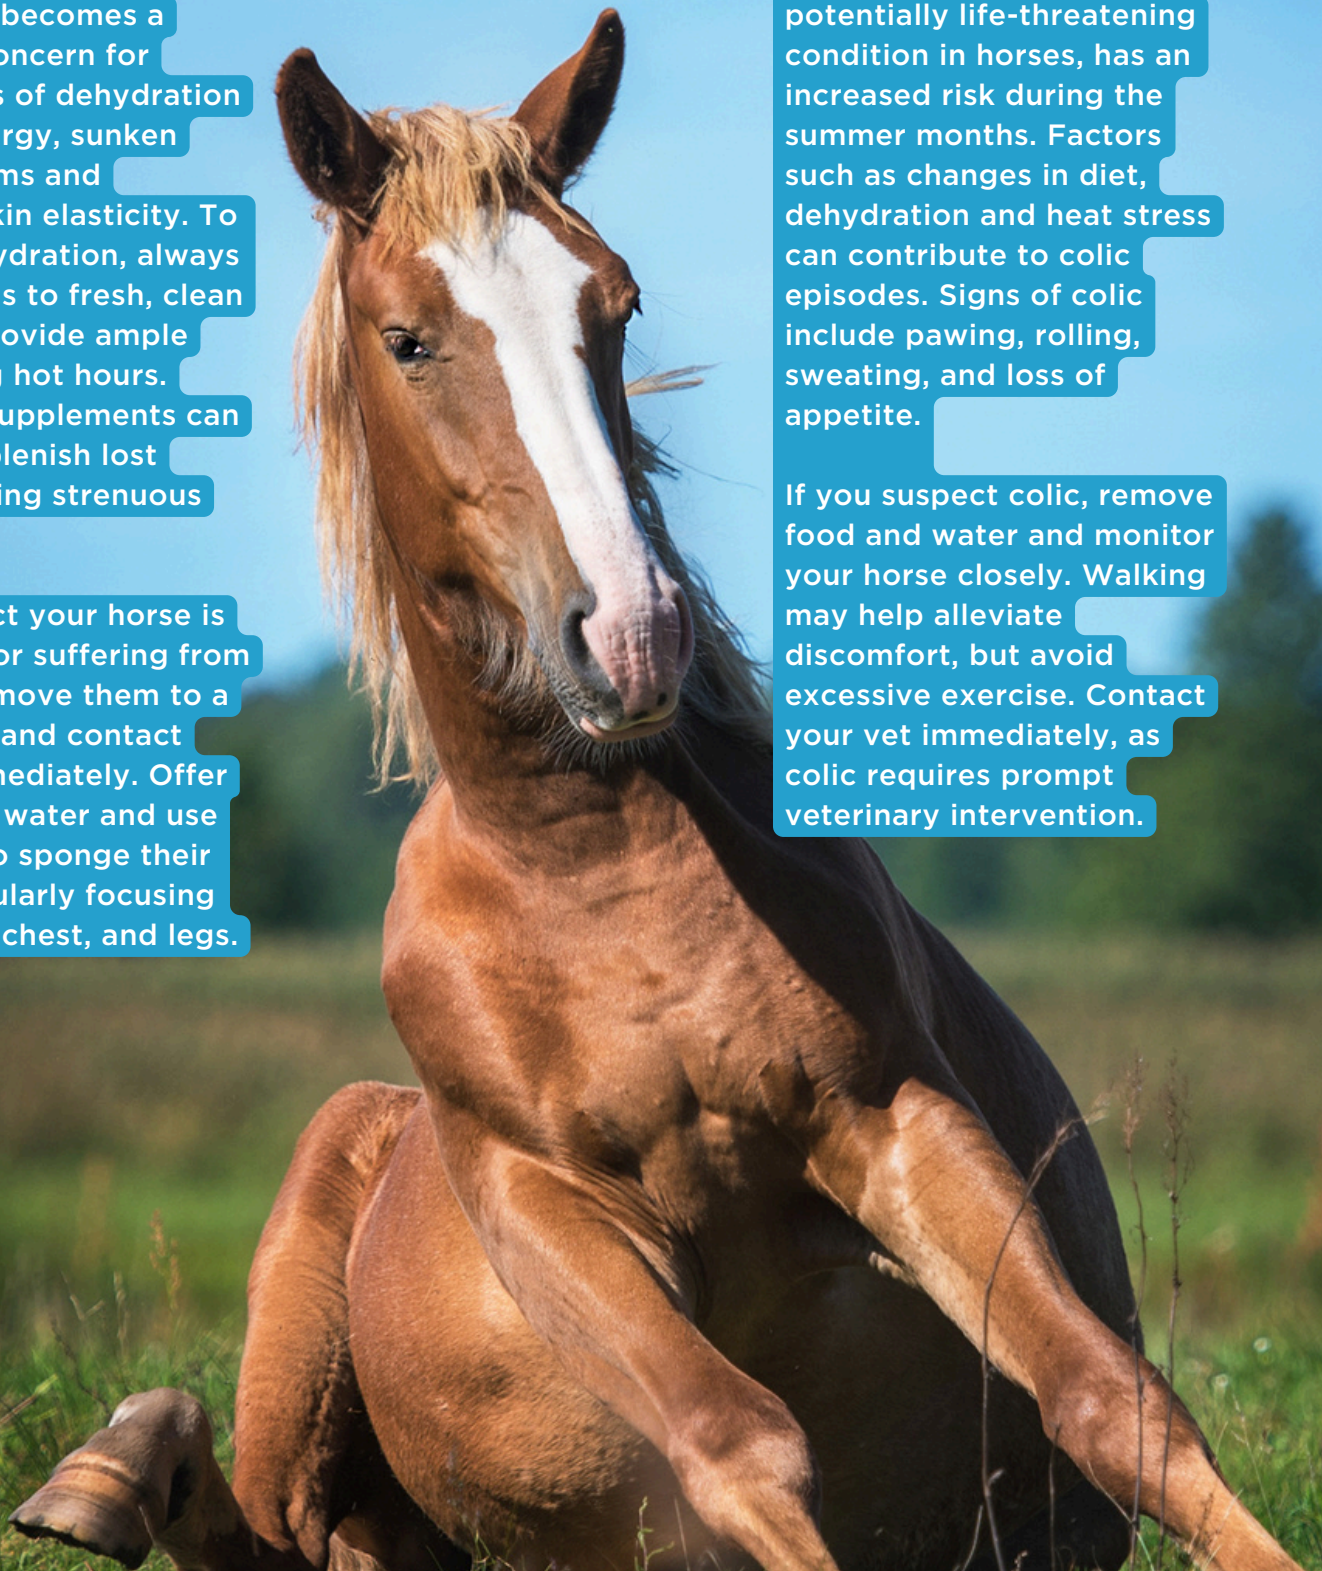 becomes a
oncern for
s of dehydration
rgy, sunken
ms and
kin elasticity. To
ydration, always
s to fresh, clean
ovide ample
g hot hours.
upplements can
lenish lost
ing strenuous
ct your horse is
or suffering from
move them to a
and contact
mediately. Offer
water and use
o sponge their
ularly focusing
chest, and legs.
potentially life-threatening
condition in horses, has an
increased risk during the
summer months. Factors
such as changes in diet,
dehydration and heat stress
can contribute to colic
episodes. Signs of colic
include pawing, rolling,
sweating, and loss of
appetite.
If you suspect colic, remove
food and water and monitor
your horse closely. Walking
may help alleviate
discomfort, but avoid
excessive exercise. Contact
your vet immediately, as
colic requires prompt
veterinary intervention.